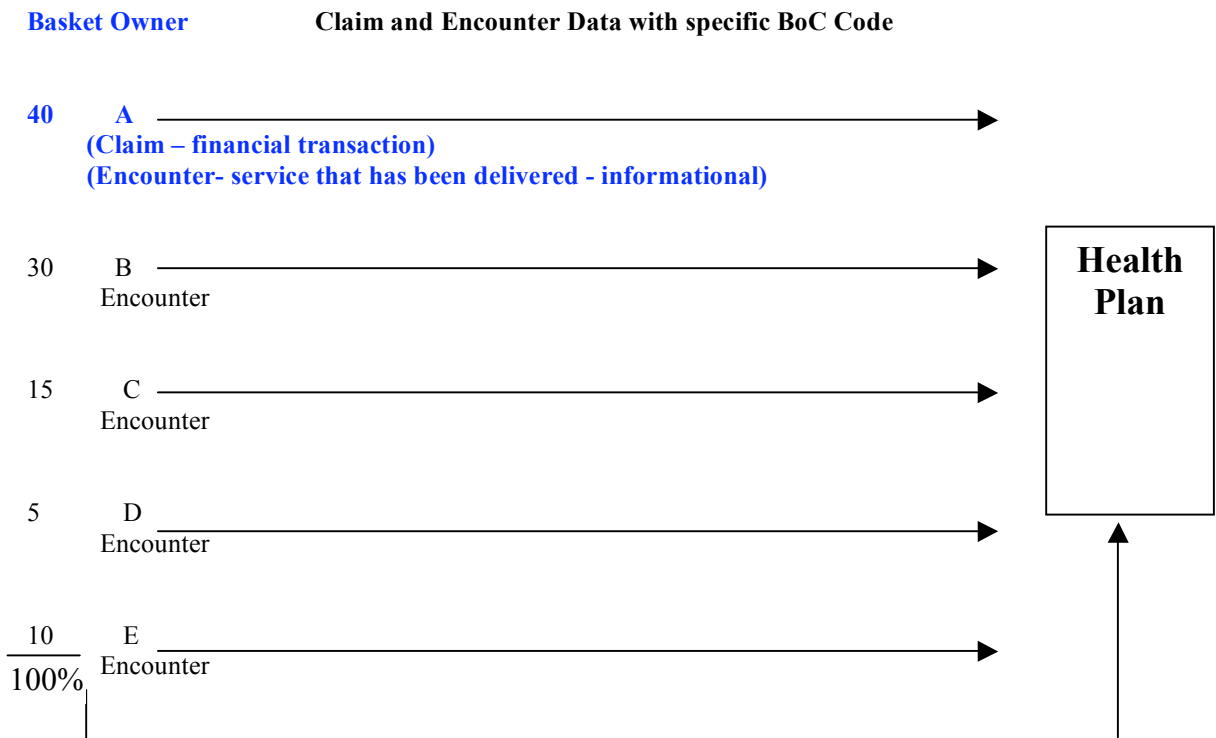 Basket Owner Claim and Encounter Data with specific BoC Code
40 A
(Claim – financial transaction)
(Encounter- service that has been delivered - informational)
30 B
Encounter
Health
Plan
15 C
Encounter
5 D
Encounter
10 E
Encounter
100%